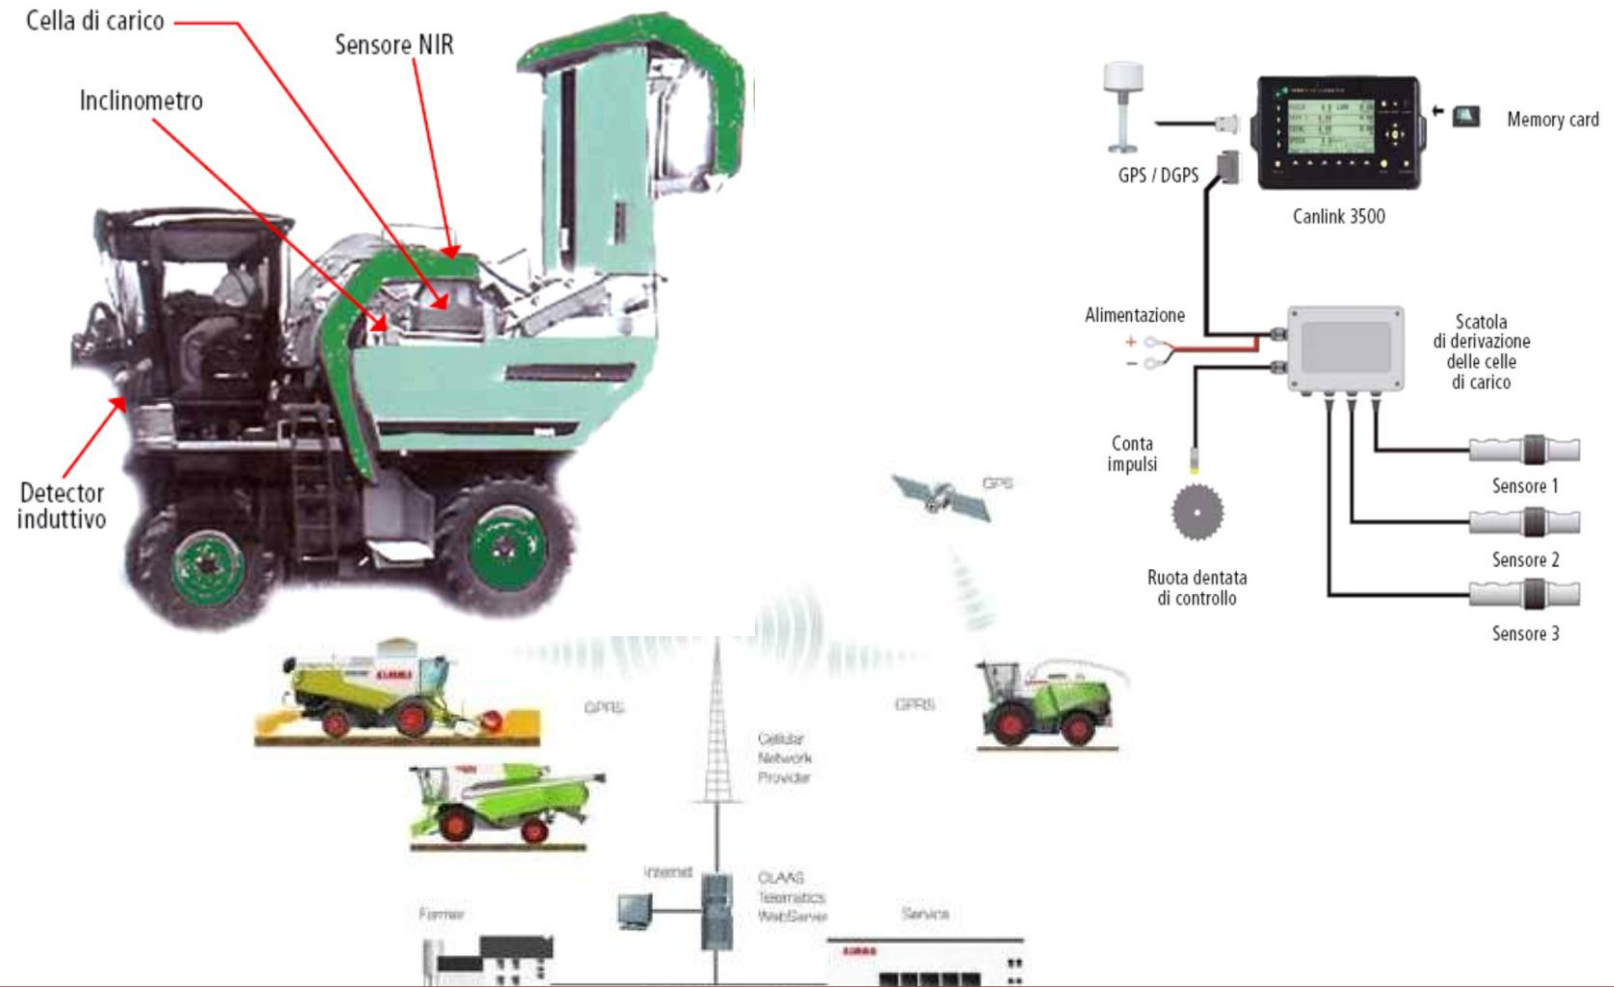 Cella di carico
Sensore NIR
Inclinometro
Detector
induttivo
Memory card
GPS / DGPS
Canlink 3500
Alimentazione
+
–
Scatola
di derivazione
delle celle
di carico
Conta
impulsi
Sensore 1
Sensore 2
Sensore 3
Ruota dentata
di controllo
GPS
GPRS
GPRS
Cellular
Network
Provider
Internet
CLAAS
Telematics
WebServer
Farmer
Service
CLAAS
CLAAS